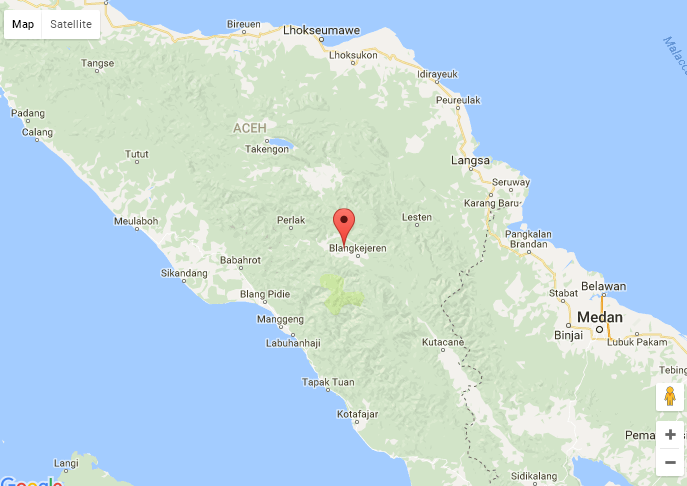 Map Satellite
Bireuen
Lhokseumawe
Lhoksukon
Tangse
Idirayeuk
Peureulak
Padang
Calang
ACEH
Takengon
Tutut
Langsa
Seruway
Karang Baru
Meulaboh
Perlak
Lesten
Pangkalan
Brandan
Blangkejeren
Babahrot
Sikandang
Blang Pidie
Stabat
Belawan
Manggeng
Medan
Binjai
Labuhanhaji
Kutacane
Lubuk Pakam
Tebing
Tapak Tuan
Kotafajar
Pema
Langi
Sidikalang
Google